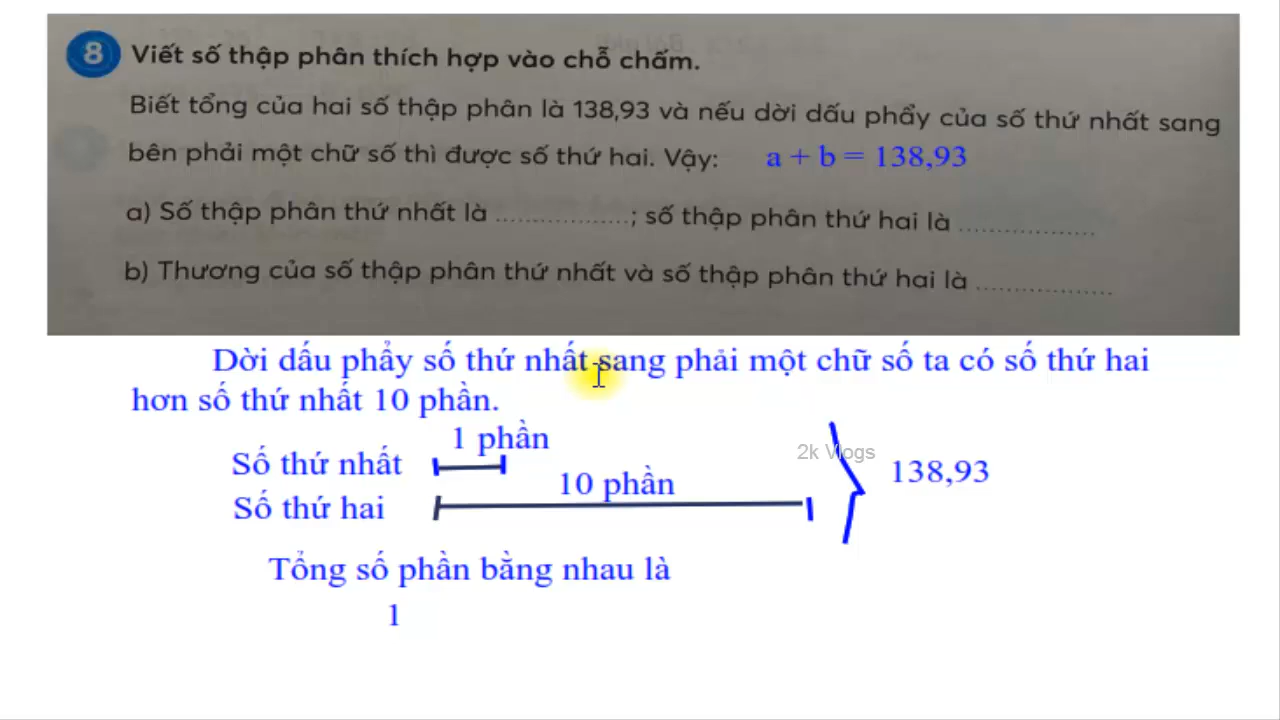 8 Viết số thập phân thích hợp vào chỗ chấm.
Biết tổng của hai số thập phân là 138,93 và nếu dời dấu phẩy của số thứ nhất sang
bên phải một chữ số thì được số thứ hai. Vậy: a + b = 138,93
a) Số thập phân thứ nhất là ..................; số thập phân thứ hai là ..................
b) Thương của số thập phân thứ nhất và số thập phân thứ hai là ..................
Dời dấu phẩy số thứ nhất sang phải một chữ số ta có số thứ hai
hơn số thứ nhất 10 phần.
1 phần
2k Vlogs
Số thứ nhất
138,93
10 phần
Số thứ hai
Tổng số phần bằng nhau là
1